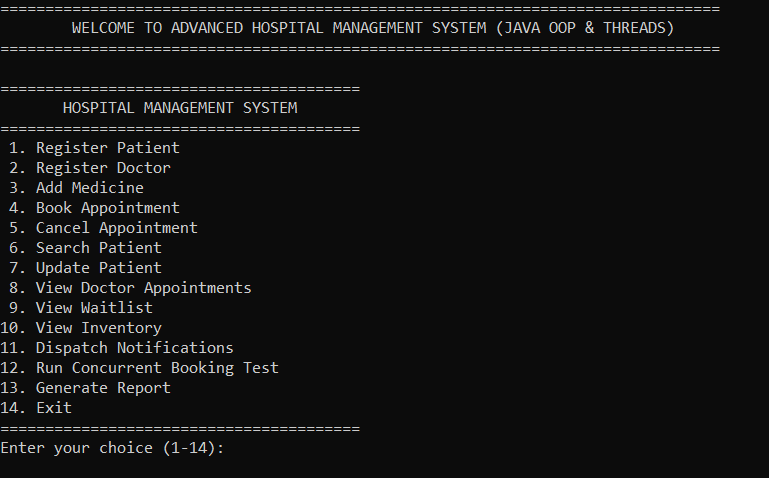 ================================================================================
WELCOME TO ADVANCED HOSPITAL MANAGEMENT SYSTEM (JAVA OOP & THREADS)
================================================================================
========================================
HOSPITAL MANAGEMENT SYSTEM
========================================
1. Register Patient
2. Register Doctor
3. Add Medicine
4. Book Appointment
5. Cancel Appointment
6. Search Patient
7. Update Patient
8. View Doctor Appointments
9. View Waitlist
10. View Inventory
11. Dispatch Notifications
12. Run Concurrent Booking Test
13. Generate Report
14. Exit
========================================
Enter your choice (1-14):